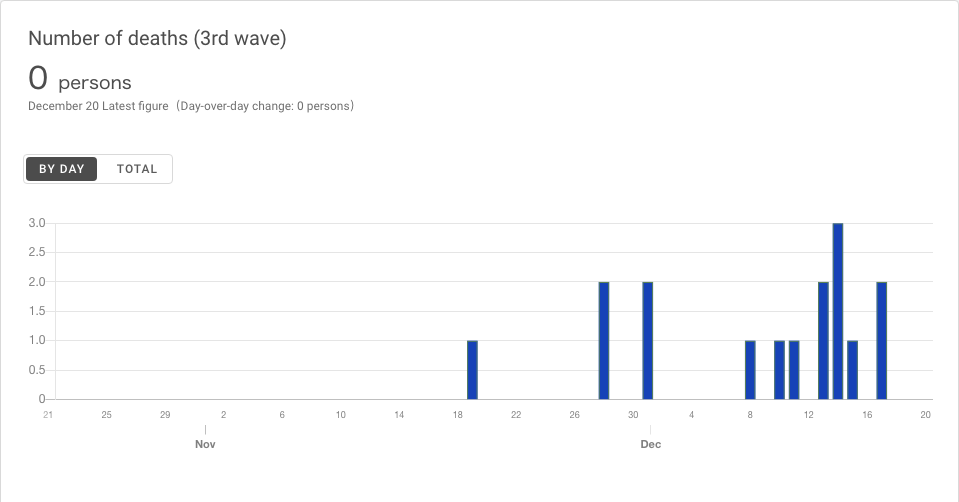 Number of deaths (3rd wave)
0 persons
December 20 Latest figure (Day-over-day change: 0 persons)
BY DAY TOTAL
3.0
2.5
2.0
1.5
1.0
0.5
0
21 25 29 2 6 10 14 18 22 26 30 4 8 12 16 20
Nov Dec